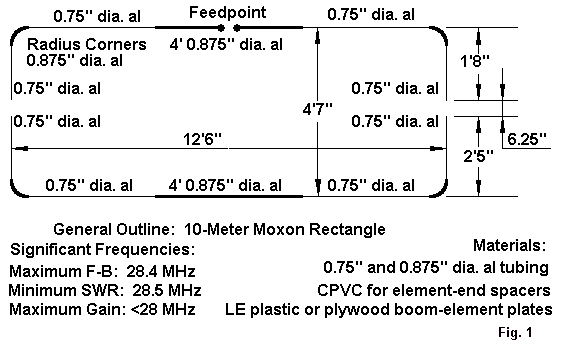 Feedpoint
0.75" dia. al
0.75" dia. al
Radius Corners
0.875" dia. al
4' 0.875" dia. al
1'8"
0.75" dia. al
0.75" dia. al
4'7"
0.75" dia. al
0.75" dia. al
6.25"
12'6"
2'5"
0.75" dia. al
4' 0.875" dia. al
0.75" dia. al
General Outline: 10-Meter Moxon Rectangle
Significant Frequencies:
Maximum F-B: 28.4 MHz
Minimum SWR: 28.5 MHz
Maximum Gain: <28 MHz
Materials:
0.75" and 0.875" dia. al tubing
CPVC for element-end spacers
LE plastic or plywood boom-element plates
Fig. 1